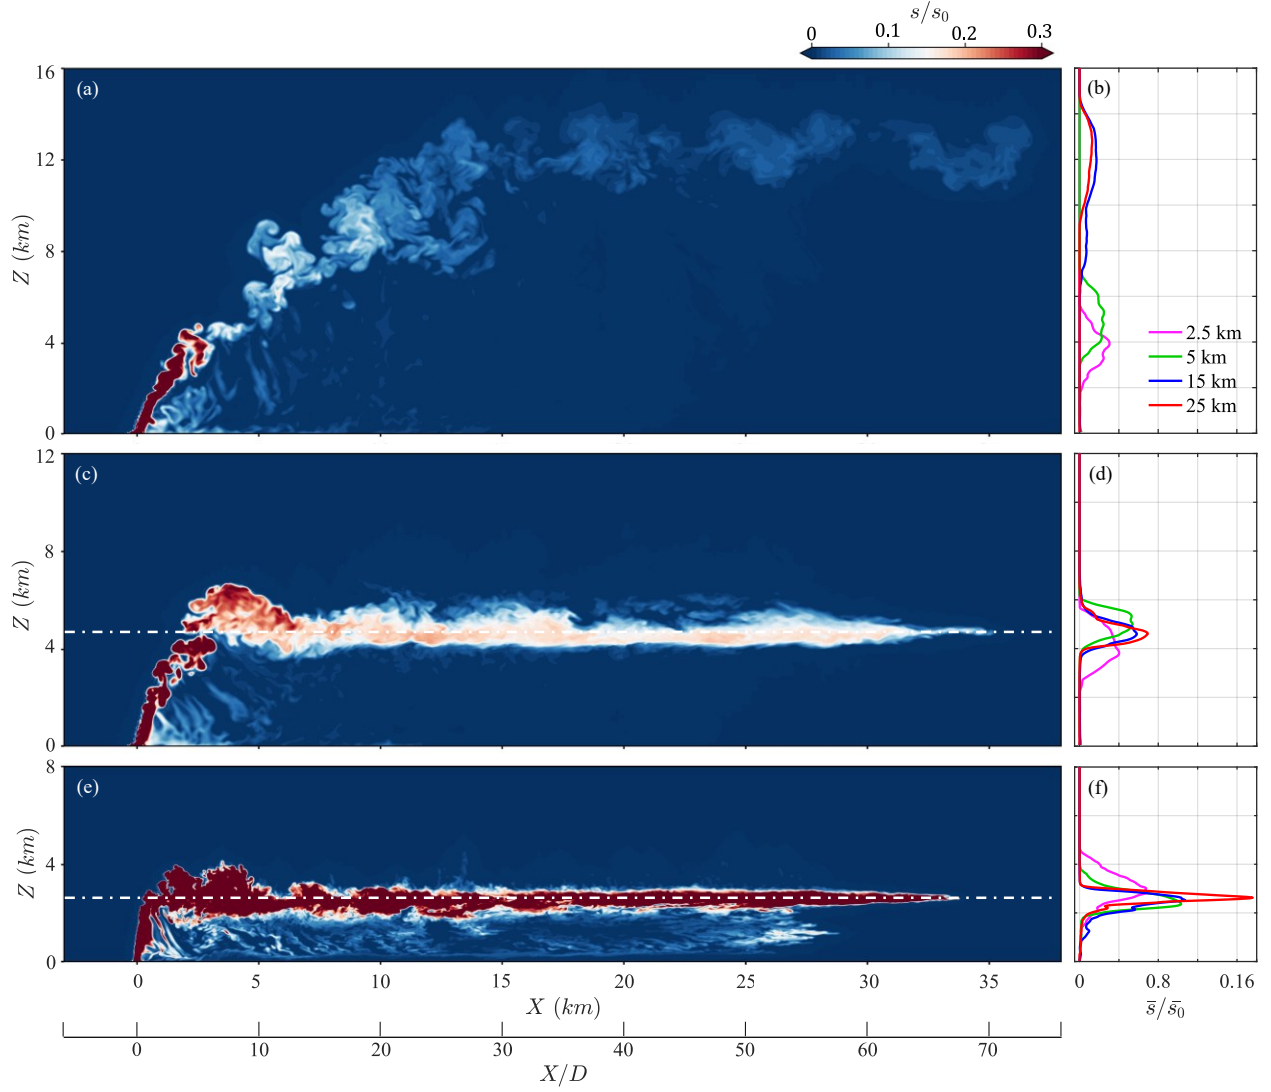 s/s₀
0 0.1 0.2 0.3
(a)
16
12
8
4
0
Z (km)
(b)
2.5 km
5 km
15 km
25 km
(c)
12
8
4
0
Z (km)
(d)
(e)
8
4
0
Z (km)
0 5 10 15 20 25 30 35
X (km)
(f)
0 0.8 0.16
s̄/s̄₀
0 10 20 30 40 50 60 70
X/D